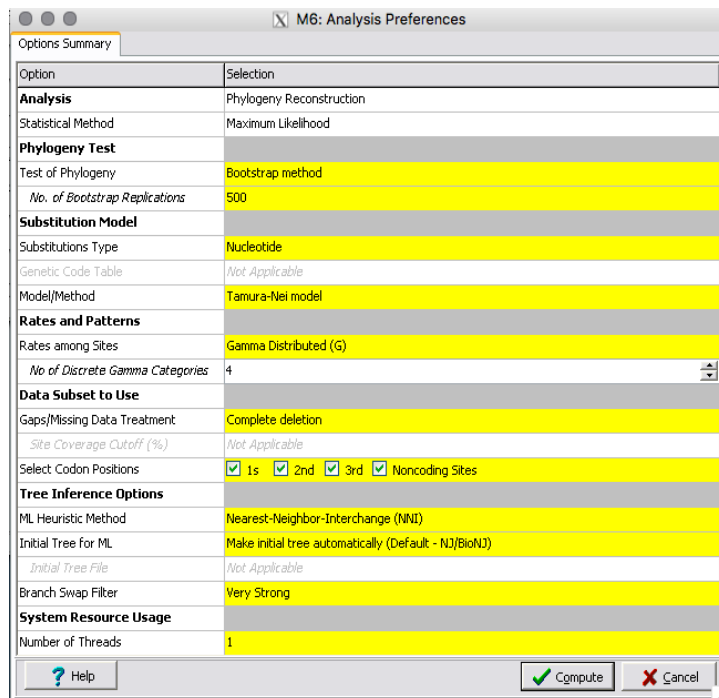 M6: Analysis Preferences
Options Summary
Option Selection
Analysis Phylogeny Reconstruction
Statistical Method Maximum Likelihood
Phylogeny Test
Test of Phylogeny Bootstrap method
No. of Bootstrap Replications 500
Substitution Model
Substitutions Type Nucleotide
Genetic Code Table Not Applicable
Model/Method Tamura-Nei model
Rates and Patterns
Rates among Sites Gamma Distributed (G)
No of Discrete Gamma Categories 4
Data Subset to Use
Gaps/Missing Data Treatment Complete deletion
Site Coverage Cutoff (%) Not Applicable
Select Codon Positions 1s 2nd 3rd Noncoding Sites
Tree Inference Options
ML Heuristic Method Nearest-Neighbor-Interchange (NNI)
Initial Tree for ML Make initial tree automatically (Default - NJ/BioNJ)
Initial Tree File Not Applicable
Branch Swap Filter Very Strong
System Resource Usage
Number of Threads 1
? Help Compute Cancel